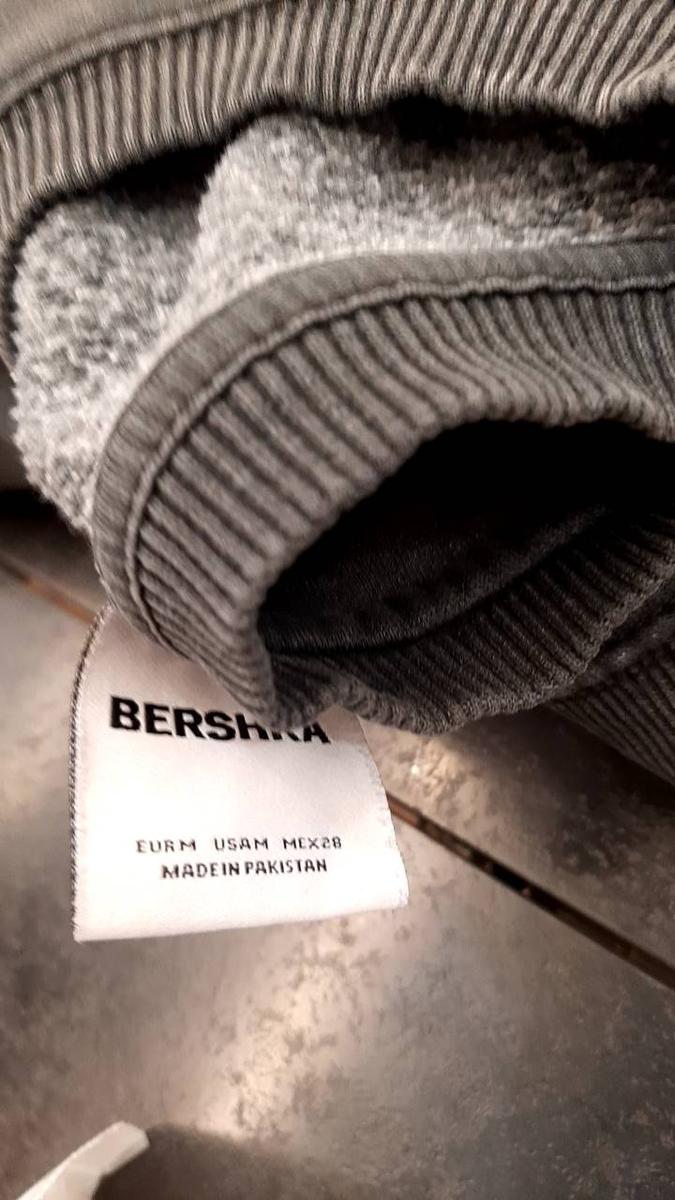 BERSHKA
EUR M USA M MEX 28
MADE IN PAKISTAN